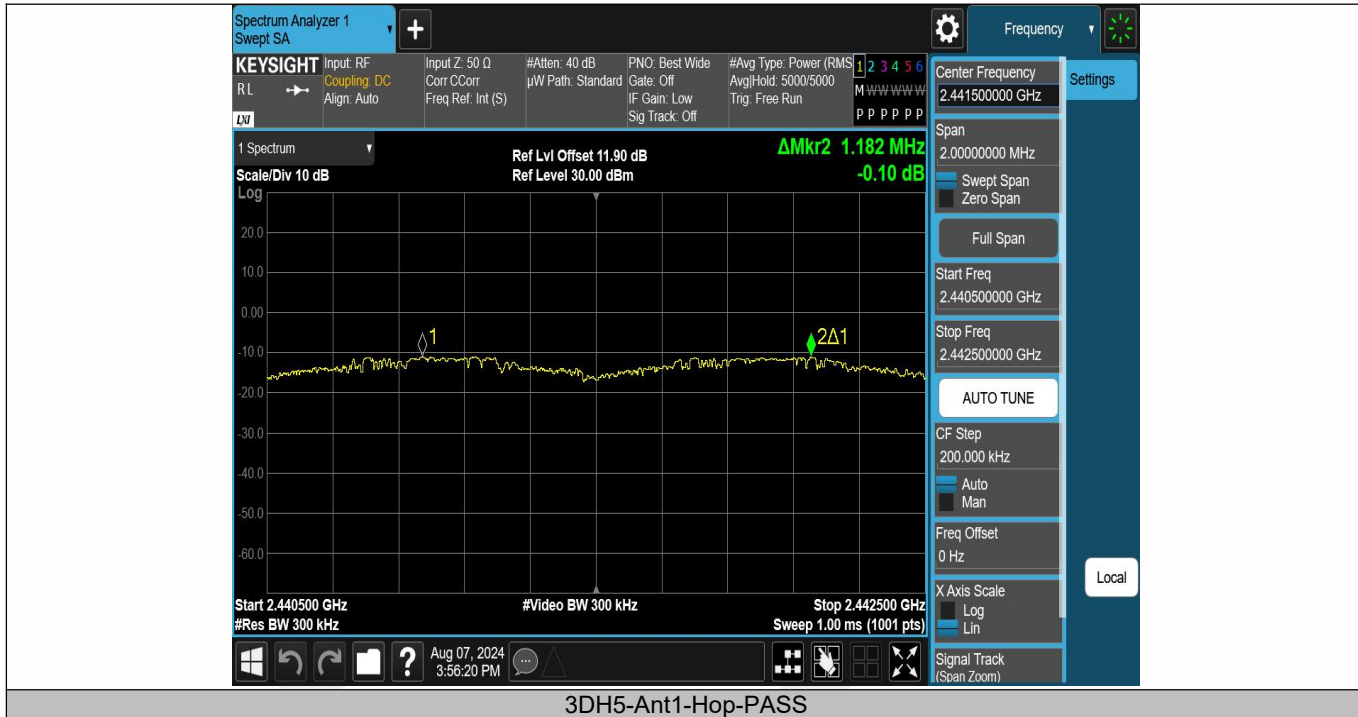 Spectrum Analyzer 1
Swept SA
+
Frequency
KEYSIGHT
RL
LXI
Input: RF
Coupling: DC
Align: Auto
Input Z: 50 Ω
Corr CCorr
Freq Ref: Int (S)
#Atten: 40 dB
µW Path: Standard
PNO: Best Wide
Gate: Off
IF Gain: Low
Sig Track: Off
#Avg Type: Power (RMS
Avg|Hold: 5000/5000
Trig: Free Run
1 2 3 4 5 6
M W W W W W
P P P P P P
Center Frequency
2.441500000 GHz
Settings
1 Spectrum
Scale/Div 10 dB
Ref Lvl Offset 11.90 dB
Ref Level 30.00 dBm
ΔMkr2 1.182 MHz
-0.10 dB
Log
20.0
10.0
0.00
-10.0
-20.0
-30.0
-40.0
-50.0
-60.0
1
2Δ1
Start 2.440500 GHz
#Res BW 300 kHz
#Video BW 300 kHz
Stop 2.442500 GHz
Sweep 1.00 ms (1001 pts)
Span
2.00000000 MHz
Swept Span
Zero Span
Full Span
Start Freq
2.440500000 GHz
Stop Freq
2.442500000 GHz
AUTO TUNE
CF Step
200.000 kHz
Auto
Man
Freq Offset
0 Hz
X Axis Scale
Log
Lin
Signal Track
(Span Zoom)
Local
?
Aug 07, 2024
3:56:20 PM
3DH5-Ant1-Hop-PASS